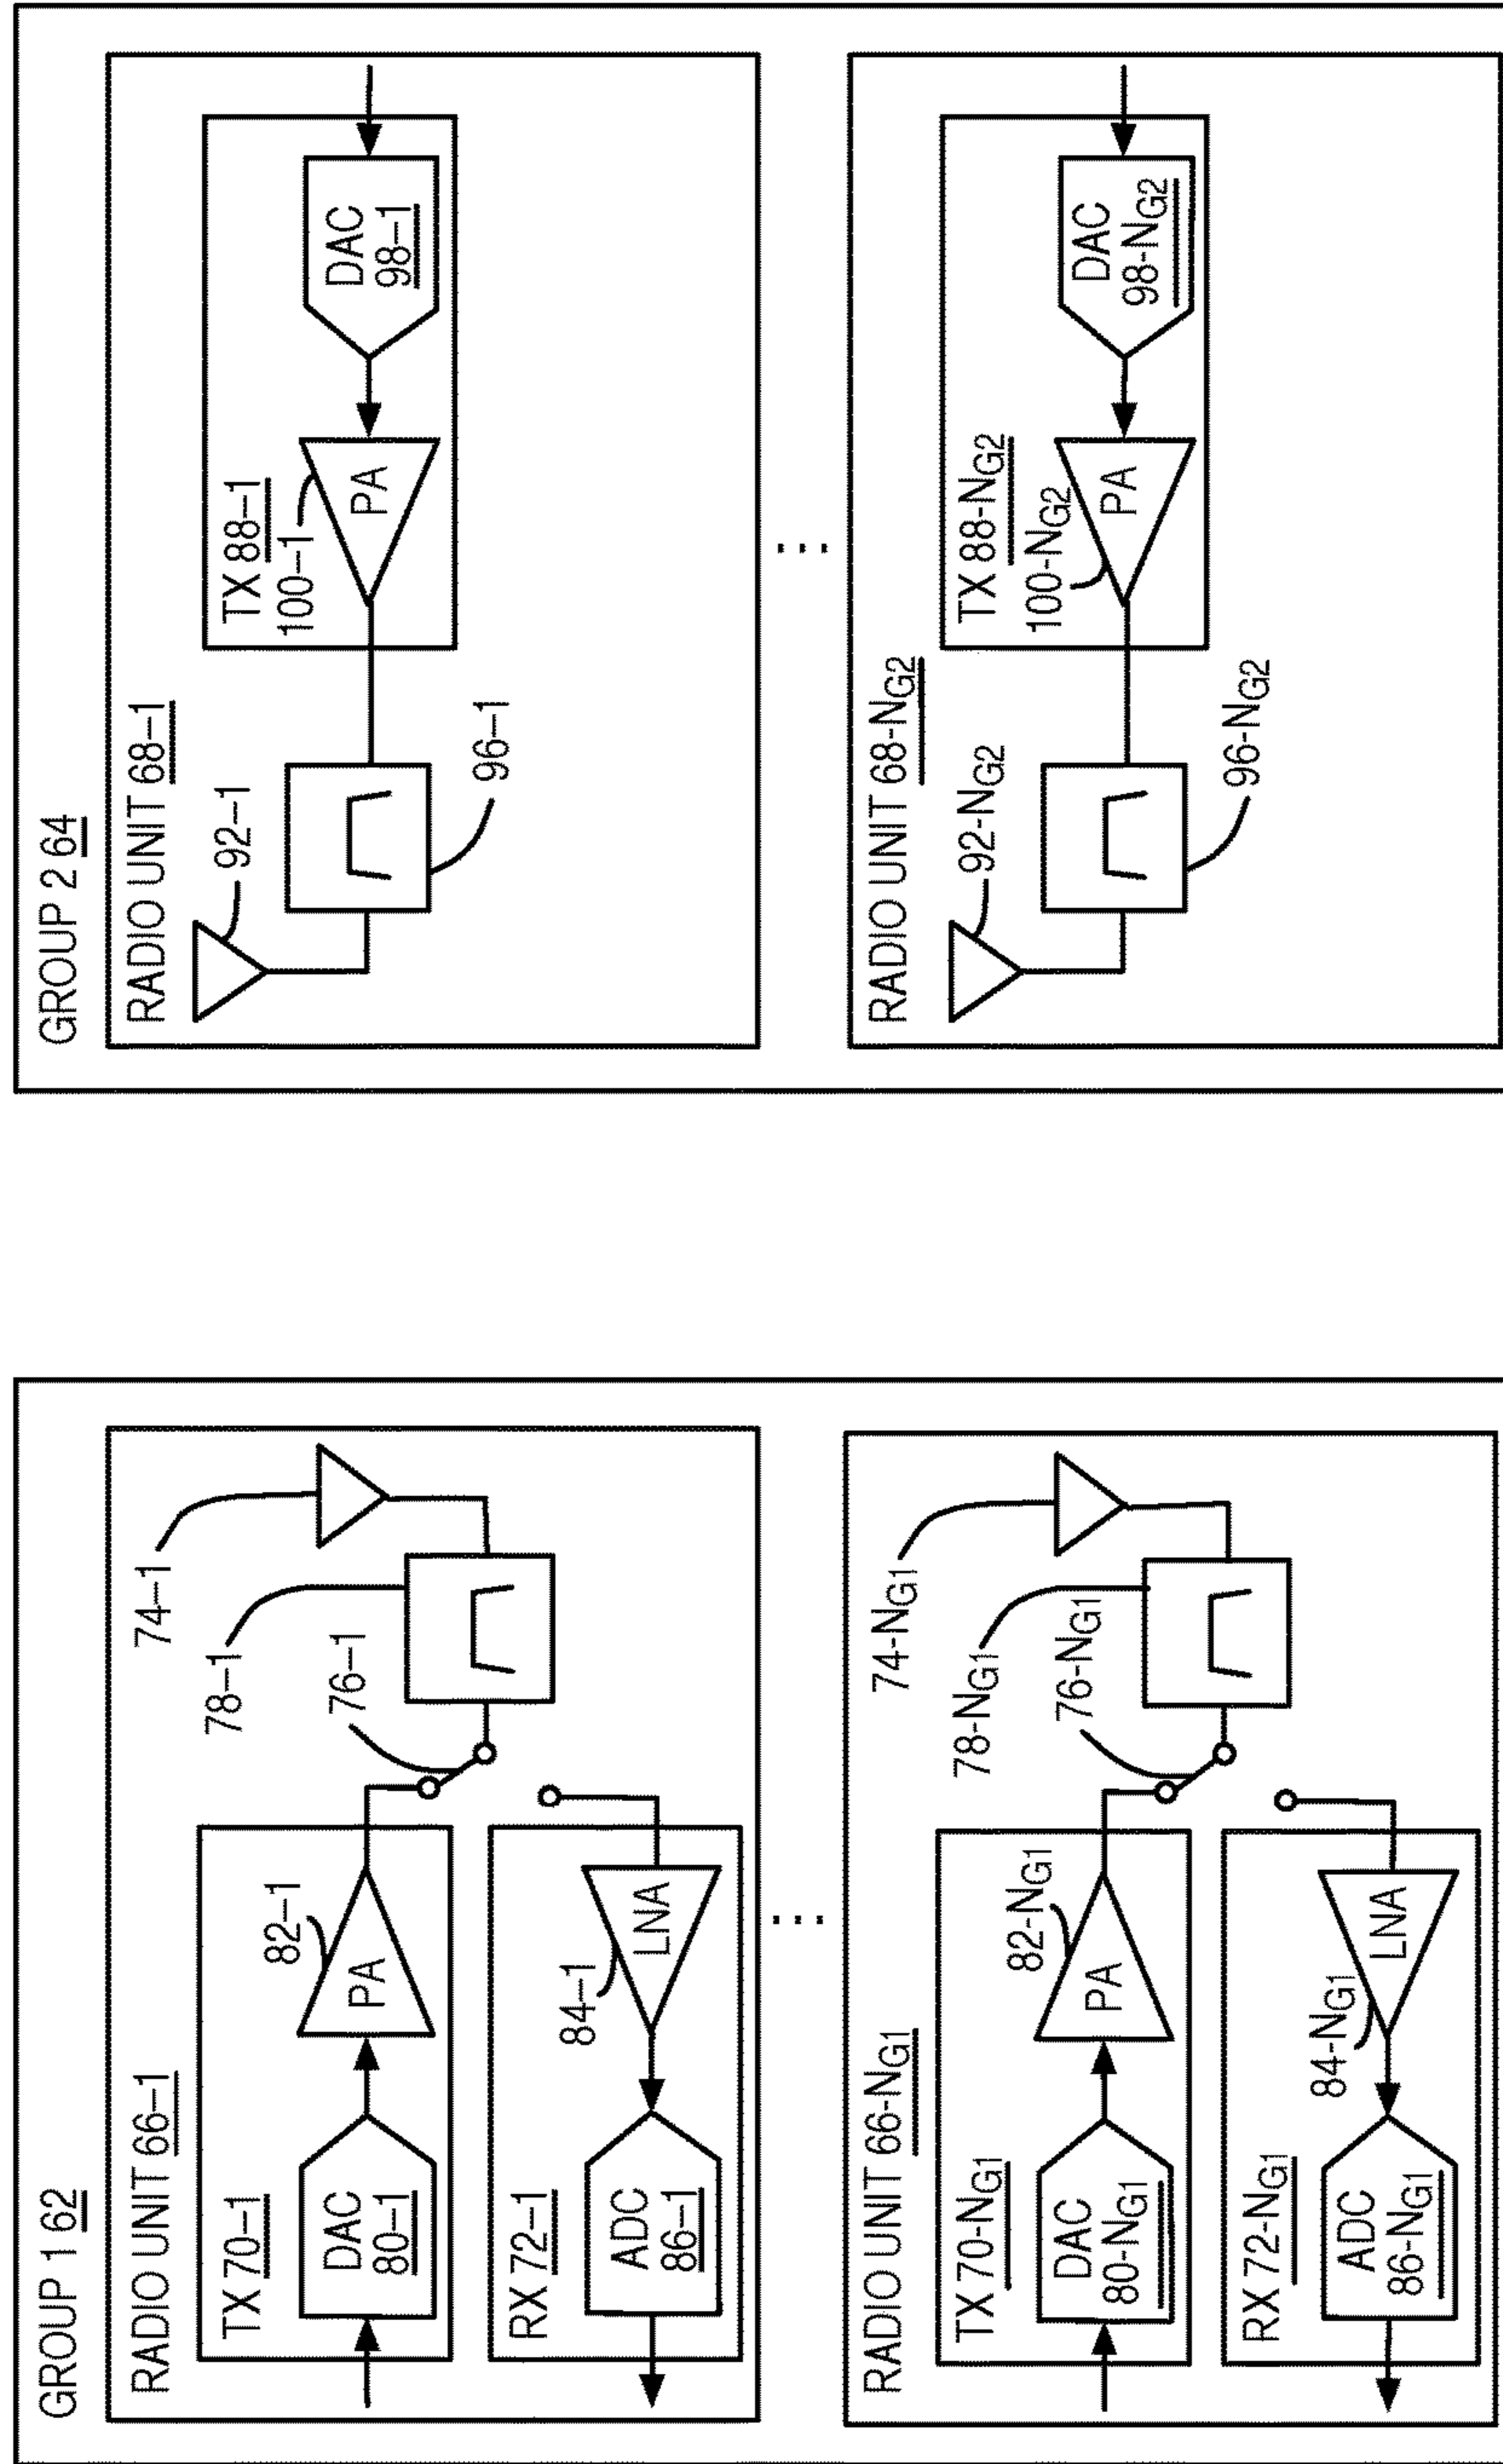 GROUP 1 62
RADIO UNIT 66–1
TX 70–1
DAC
80–1
82–1
PA
RX 72–1
ADC
86–1
84–1
LNA
76–1
78–1
74–1
...
RADIO UNIT 66-NG1
TX 70-NG1
DAC
80-NG1
82-NG1
PA
RX 72-NG1
ADC
86-NG1
84-NG1
LNA
76-NG1
78-NG1
74-NG1
GROUP 2 64
RADIO UNIT 68–1
92–1
96–1
TX 88–1
100–1
PA
DAC
98–1
...
RADIO UNIT 68-NG2
92-NG2
96-NG2
TX 88-NG2
100-NG2
PA
DAC
98-NG2